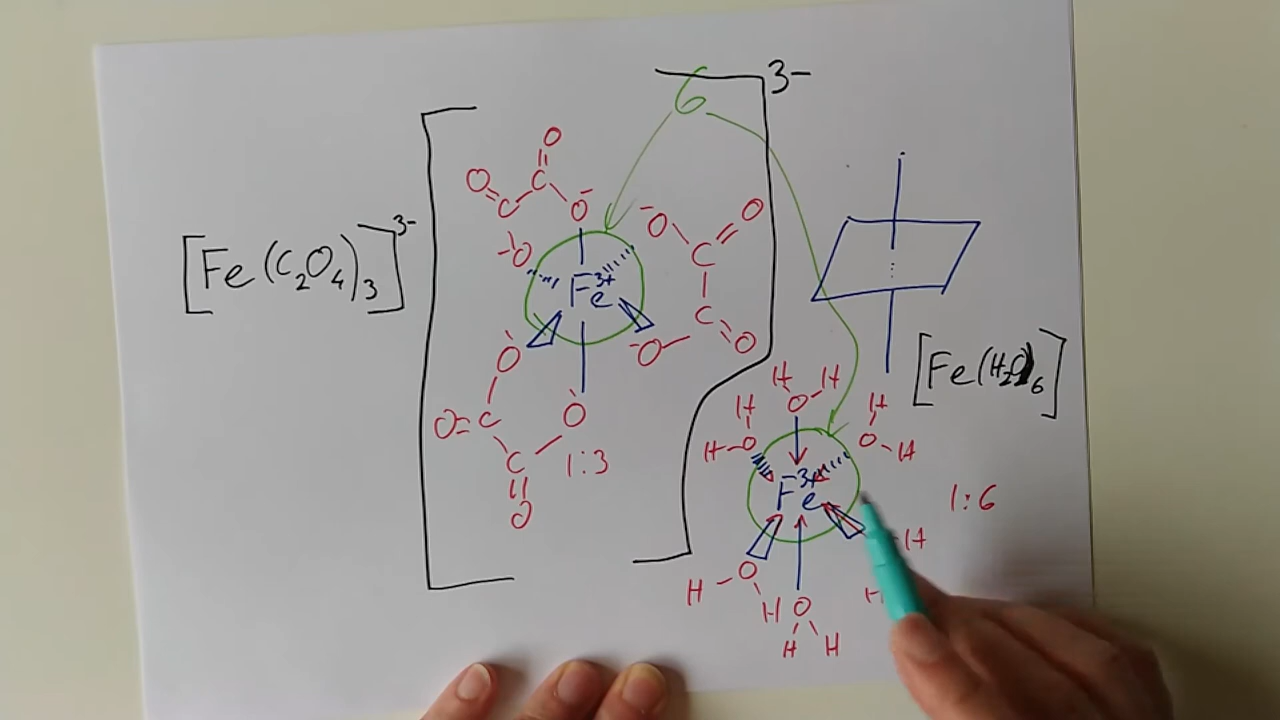 6
3-
[Fe(C₂O₄)₃]³⁻
O
O C
C O⁻
⁻O
Fe³⁺
⁻O O
C
C
⁻O O
O⁻
O=C O⁻
C
O
1:3
[Fe(H₂O)₆]
H H
O
H H
H-O O-H
Fe³⁺
1:6
H
O H
H- H O
H H